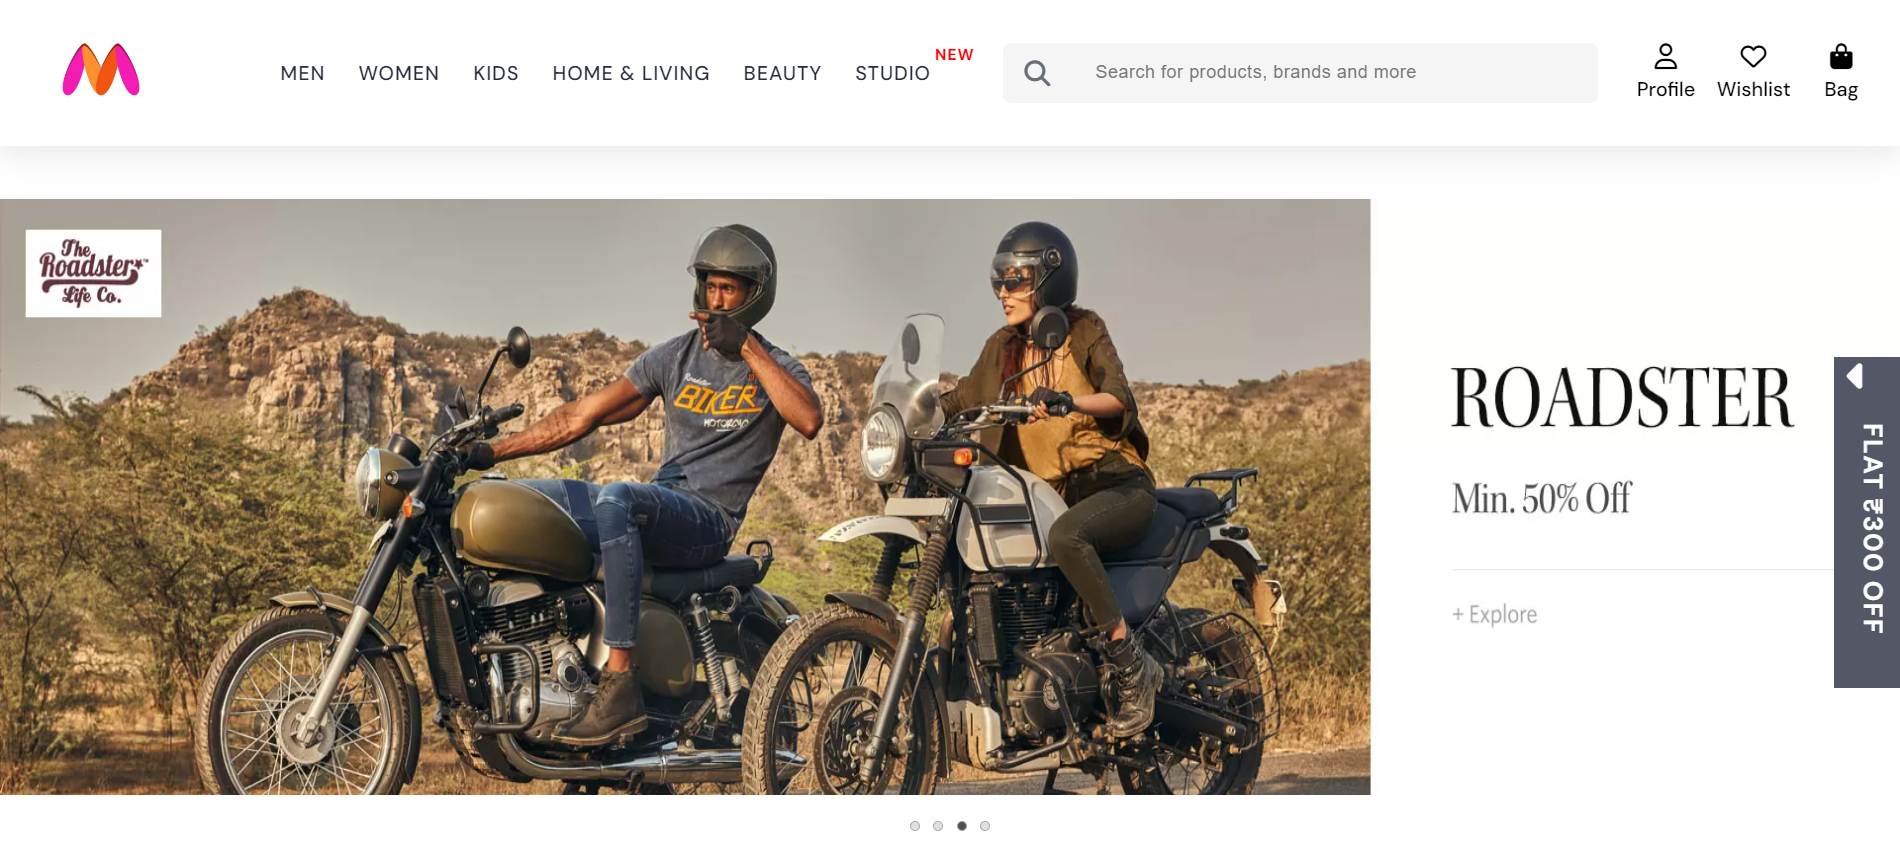 MEN
WOMEN
KIDS
HOME & LIVING
BEAUTY
STUDIO
NEW
Search for products, brands and more
Profile
Wishlist
Bag
The
Roadster
Life Co.
Roadster
BIKER
ROADSTER
Min. 50% Off
+ Explore
FLAT ₹300 OFF